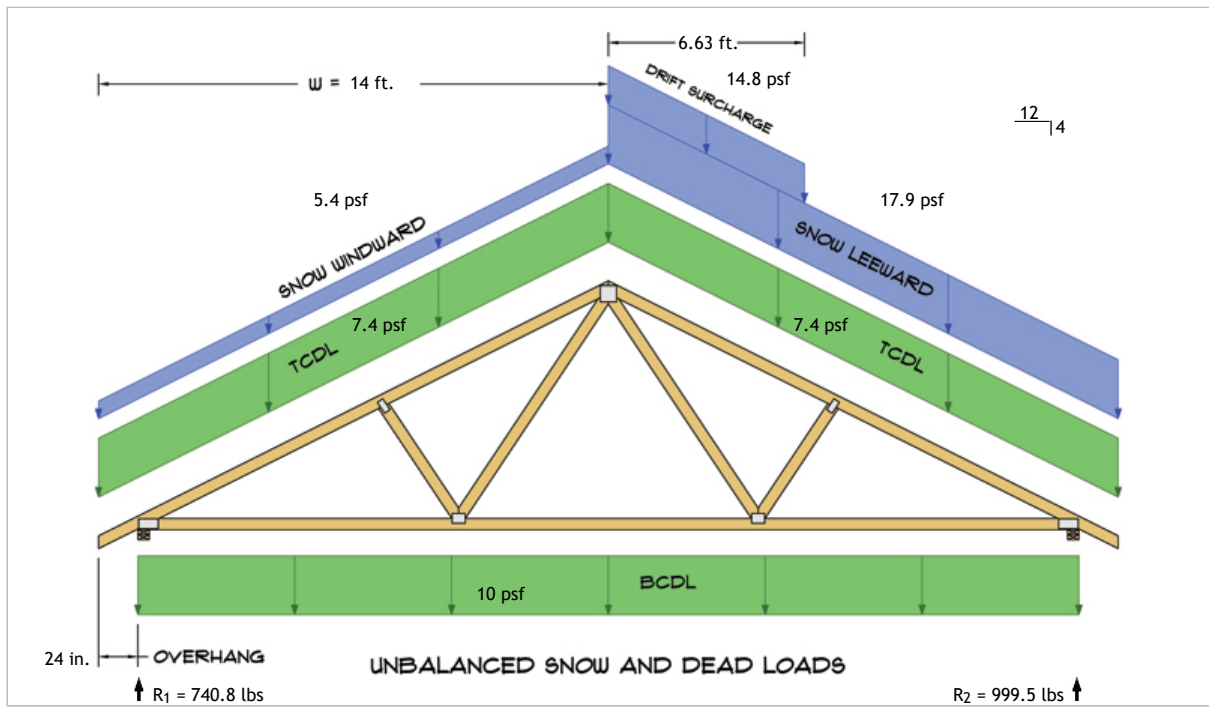 6.63 ft.
W = 14 ft.
DRIFT SURCHARGE
14.8 psf
12
4
5.4 psf
17.9 psf
SNOW WINDWARD
SNOW LEEWARD
7.4 psf
7.4 psf
TCDL
TCDL
10 psf
BCDL
24 in.
OVERHANG
UNBALANCED SNOW AND DEAD LOADS
R1 = 740.8 lbs
R2 = 999.5 lbs